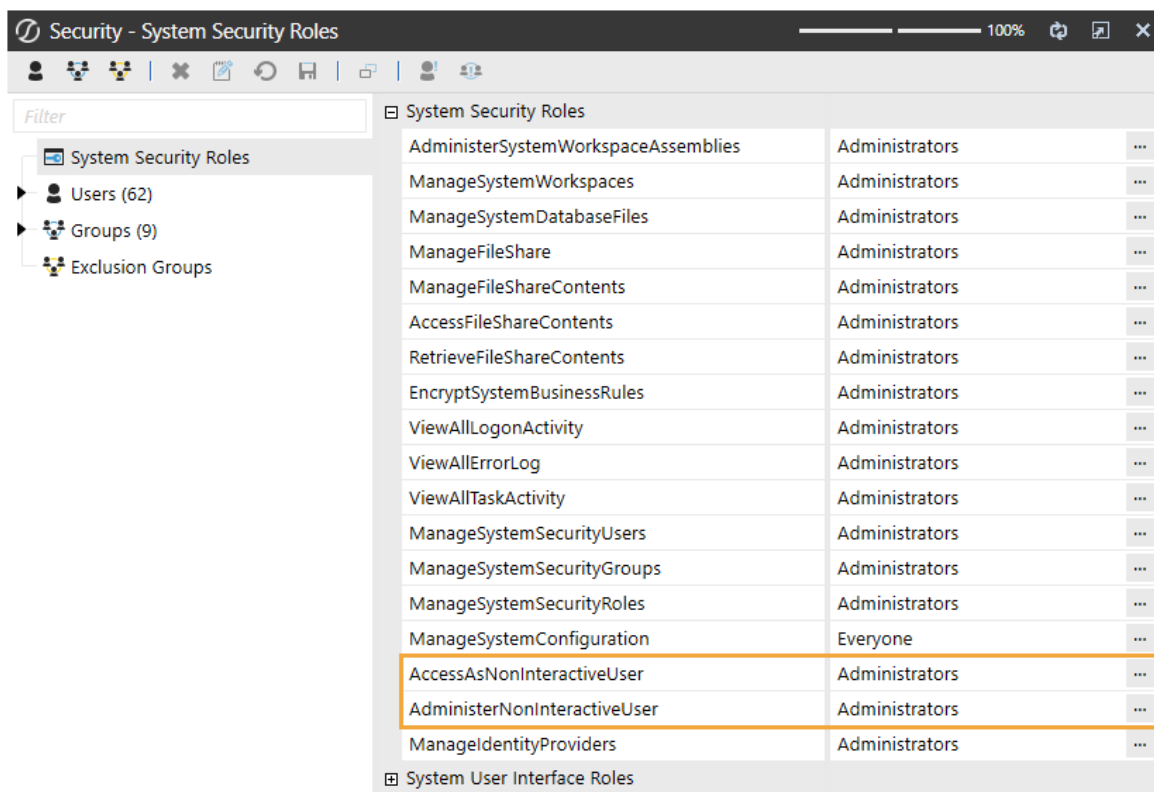 Security - System Security Roles
100%
Filter
System Security Roles
Users (62)
Groups (9)
Exclusion Groups
System Security Roles
AdministerSystemWorkspaceAssemblies Administrators ...
ManageSystemWorkspaces Administrators ...
ManageSystemDatabaseFiles Administrators ...
ManageFileShare Administrators ...
ManageFileShareContents Administrators ...
AccessFileShareContents Administrators ...
RetrieveFileShareContents Administrators ...
EncryptSystemBusinessRules Administrators ...
ViewAllLogonActivity Administrators ...
ViewAllErrorLog Administrators ...
ViewAllTaskActivity Administrators ...
ManageSystemSecurityUsers Administrators ...
ManageSystemSecurityGroups Administrators ...
ManageSystemSecurityRoles Administrators ...
ManageSystemConfiguration Everyone ...
AccessAsNonInteractiveUser Administrators ...
AdministerNonInteractiveUser Administrators ...
ManageIdentityProviders Administrators ...
System User Interface Roles